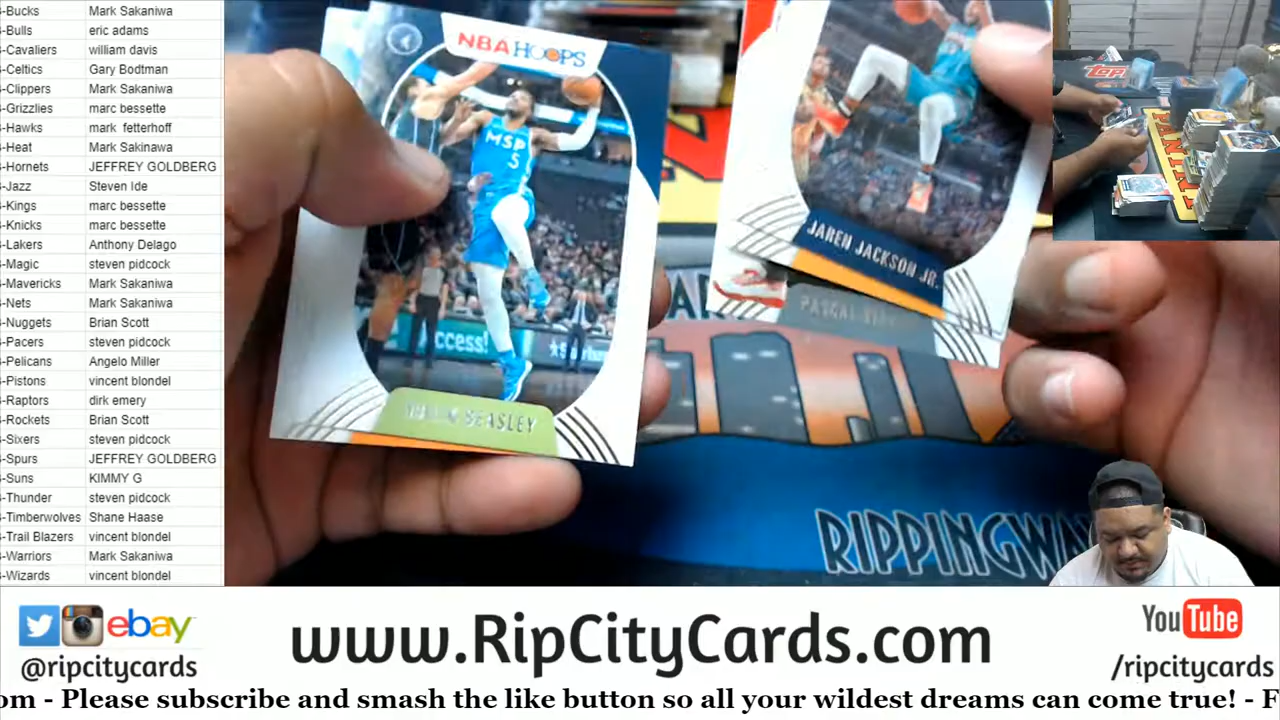 -Bucks Mark Sakaniwa
-Bulls eric adams
-Cavaliers william davis
-Celtics Gary Bodtman
-Clippers Mark Sakaniwa
-Grizzlies marc bessette
-Hawks mark fetterhoff
-Heat Mark Sakinawa
-Hornets JEFFREY GOLDBERG
-Jazz Steven Ide
-Kings marc bessette
-Knicks marc bessette
-Lakers Anthony Delago
-Magic steven pidcock
-Mavericks Mark Sakaniwa
-Nets Mark Sakaniwa
-Nuggets Brian Scott
-Pacers steven pidcock
-Pelicans Angelo Miller
-Pistons vincent blondel
-Raptors dirk emery
-Rockets Brian Scott
-Sixers steven pidcock
-Spurs JEFFREY GOLDBERG
-Suns KIMMY G
-Thunder steven pidcock
-Timberwolves Shane Haase
-Trail Blazers vincent blondel
-Warriors Mark Sakaniwa
-Wizards vincent blondel
NBA HOOPS
MSP
5
BEASLEY
JAREN JACKSON JR.
PASCAL
topps
PANINI
RIPPINGWA
ebay
@ripcitycards
www.RipCityCards.com
YouTube
/ripcitycards
om - Please subscribe and smash the like button so all your wildest dreams can come true! - F